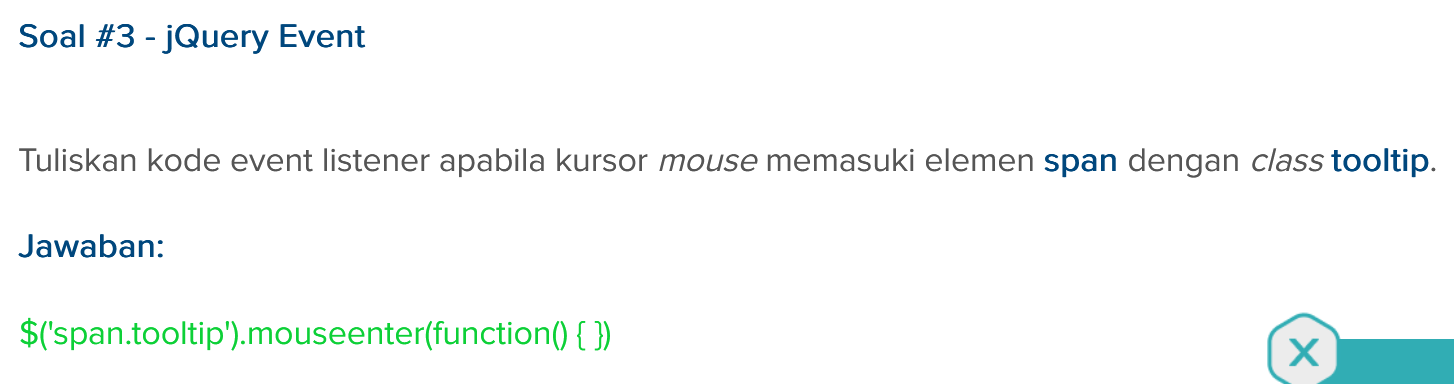 Soal #3 - jQuery Event
Tuliskan kode event listener apabila kursor mouse memasuki elemen span dengan class tooltip.
Jawaban:
$('span.tooltip').mouseenter(function() { })
X